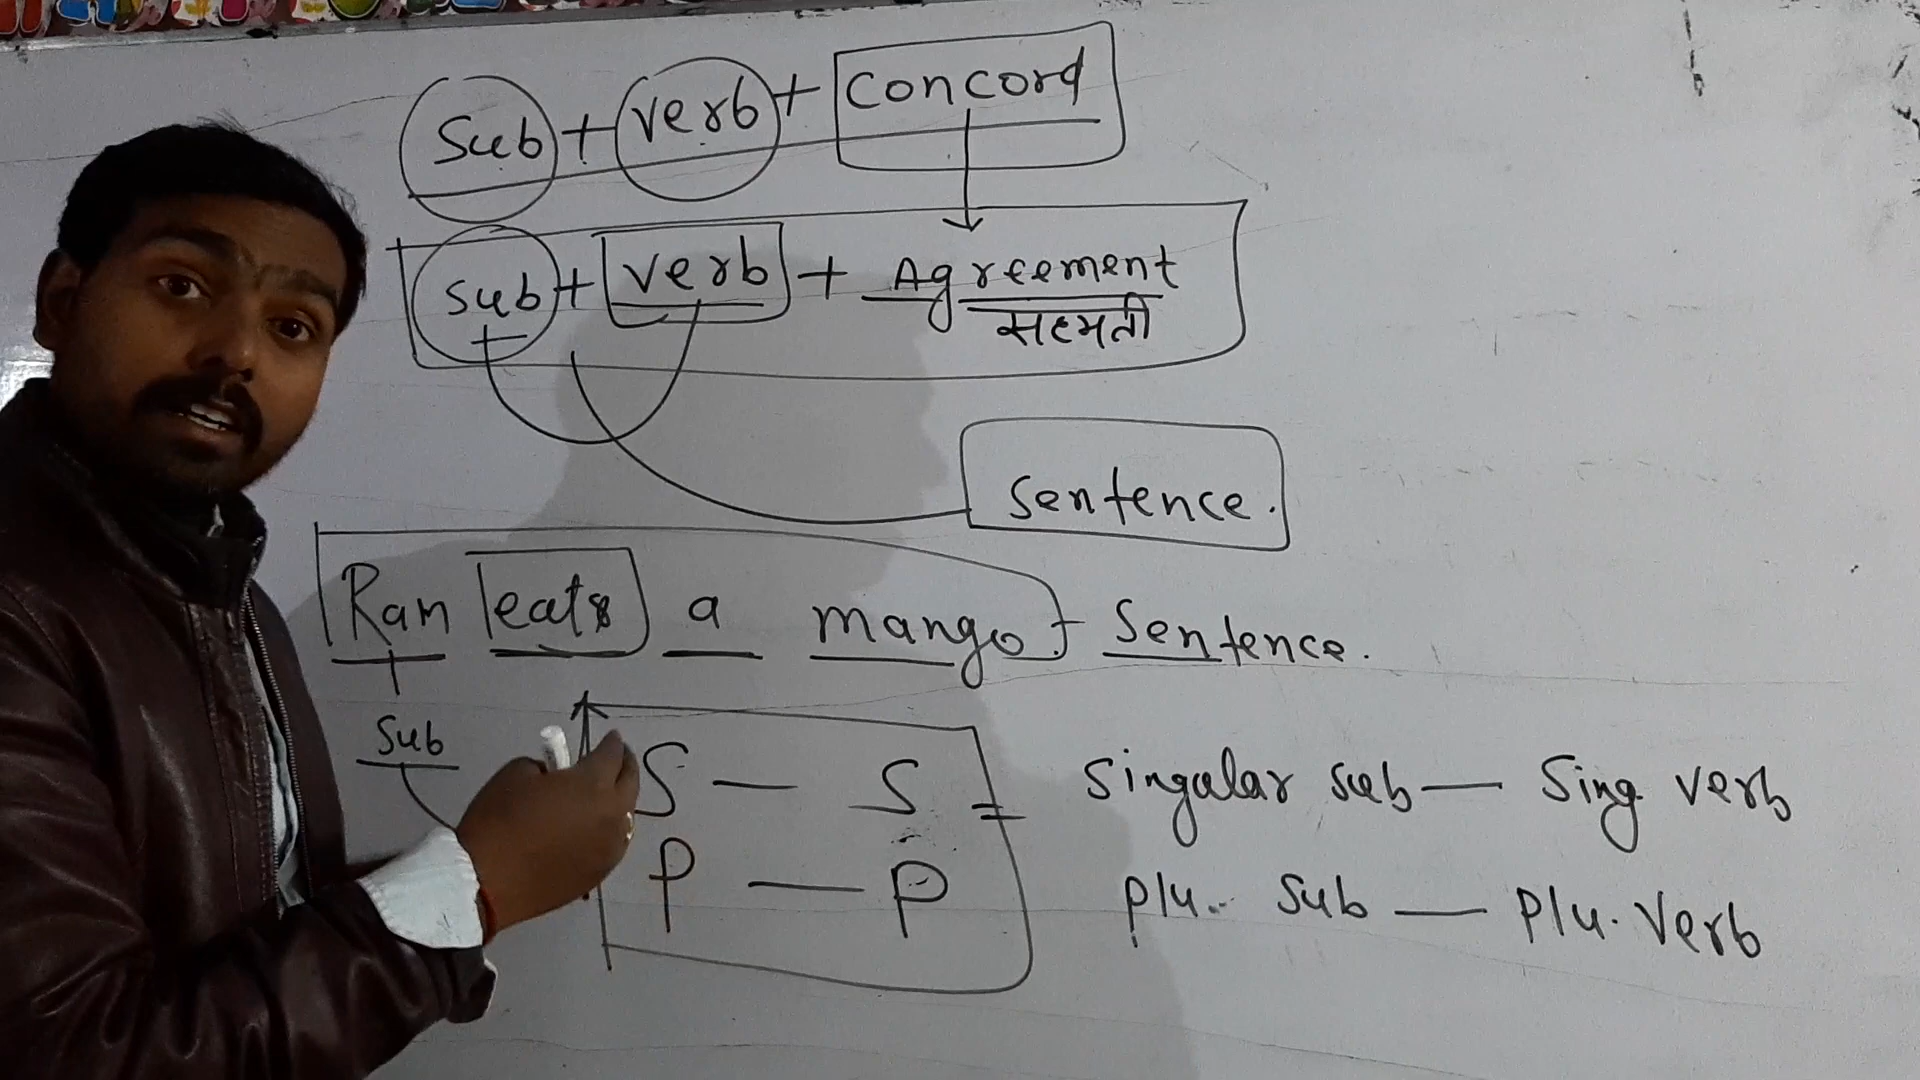 Sub + verb + Concord
Sub + verb + Agreement
सहमती
Sentence.
Ram eats a mango. Sentence.
Sub
S — S = Singular sub — Sing verb
P — P Plu. Sub — Plu. Verb